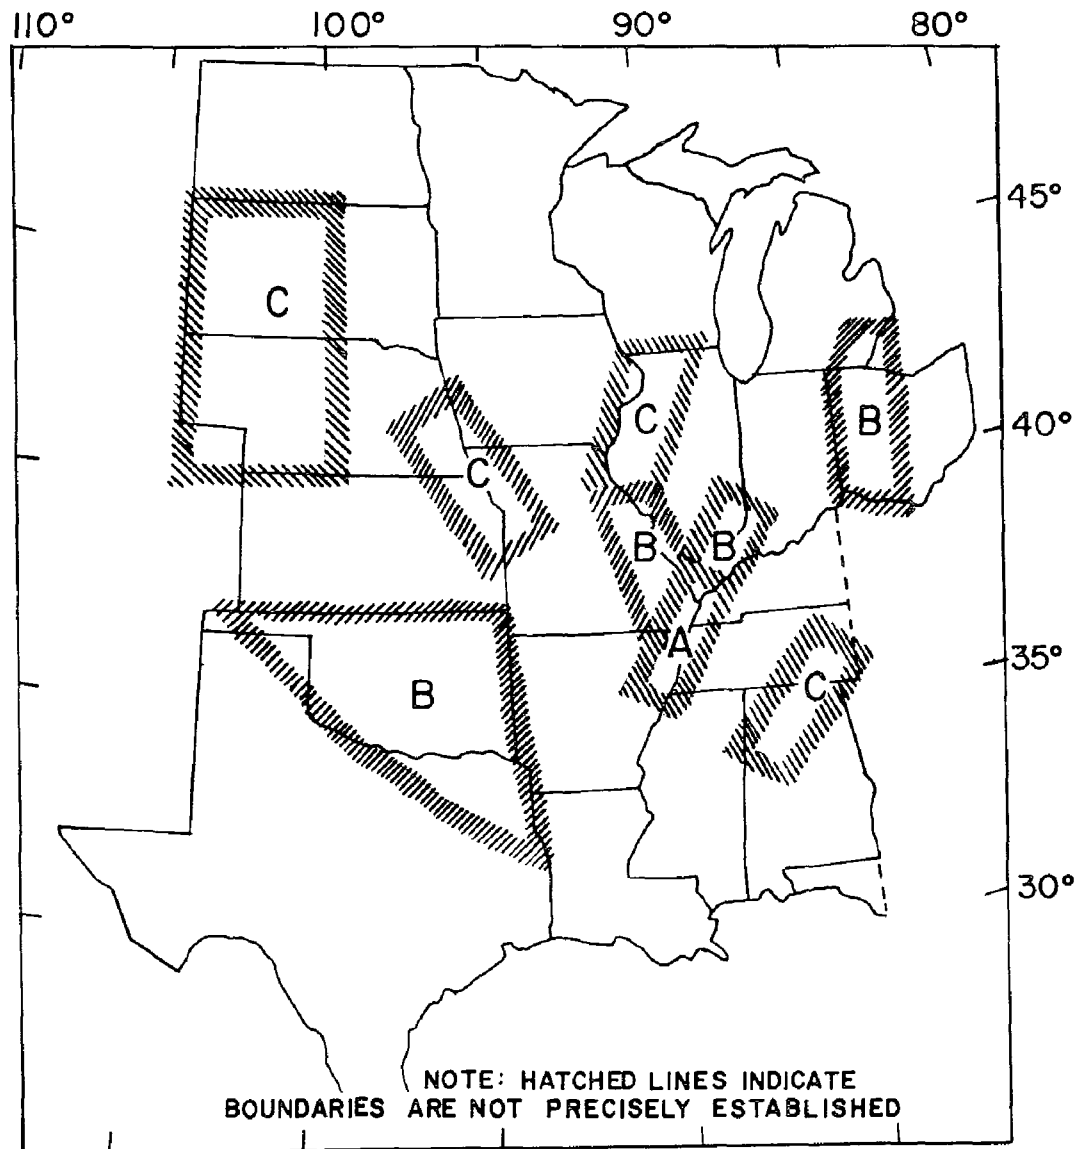 110° 100° 90° 80°
45°
C
40°
C
B
C
B
B
35°
A
C
B
30°
NOTE: HATCHED LINES INDICATE
BOUNDARIES ARE NOT PRECISELY ESTABLISHED